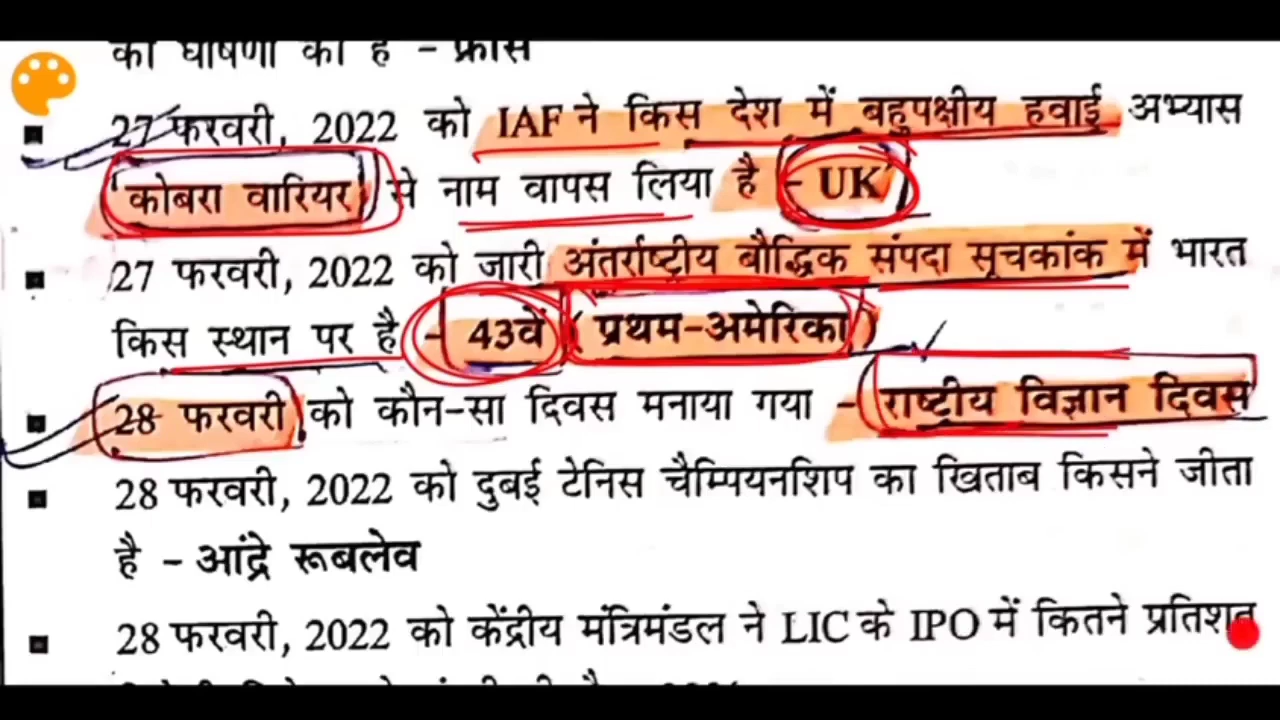 की घोषणा की है - फ्रांस
27 फरवरी, 2022 को IAF ने किस देश में बहुपक्षीय हवाई अभ्यास
'कोबरा वारियर' से नाम वापस लिया है - UK
27 फरवरी, 2022 को जारी अंतर्राष्ट्रीय बौद्धिक संपदा सूचकांक में भारत
किस स्थान पर है - 43वें (प्रथम-अमेरिका)
28 फरवरी को कौन-सा दिवस मनाया गया - राष्ट्रीय विज्ञान दिवस
28 फरवरी, 2022 को दुबई टेनिस चैम्पियनशिप का खिताब किसने जीता
है - आंद्रे रूबलेव
28 फरवरी, 2022 को केंद्रीय मंत्रिमंडल ने LIC के IPO में कितने प्रतिशत